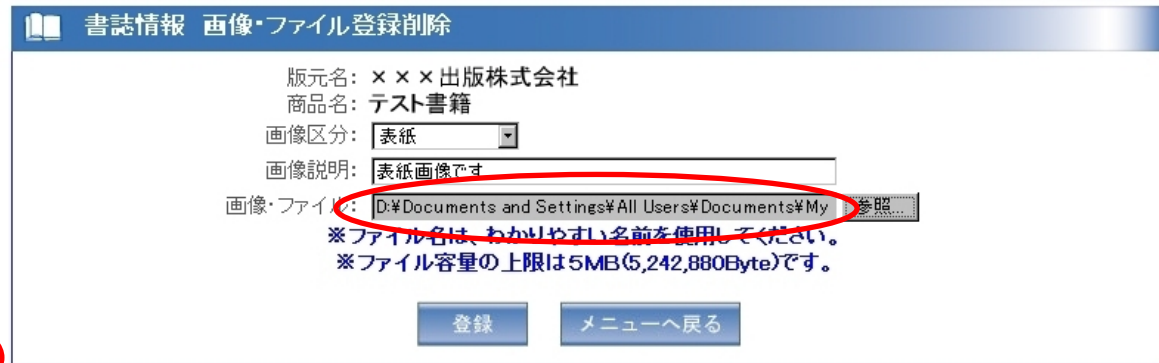 書誌情報 画像・ファイル登録削除
版元名: ×××出版株式会社
商品名: テスト書籍
画像区分: 表紙
画像説明: 表紙画像です
画像・ファイル: D:¥Documents and Settings¥All Users¥Documents¥My 参照...
※ファイル名は、わかりやすい名前を使用してください。
※ファイル容量の上限は5MB(5,242,880Byte)です。
登録 メニューへ戻る